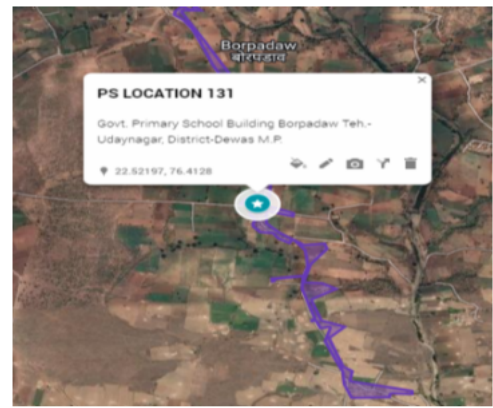 Borpadaw
बोरपडाव
PS LOCATION 131
Govt. Primary School Building Borpadaw Teh.-
Udaynagar, District-Dewas M.P.
22.52197, 76.4128